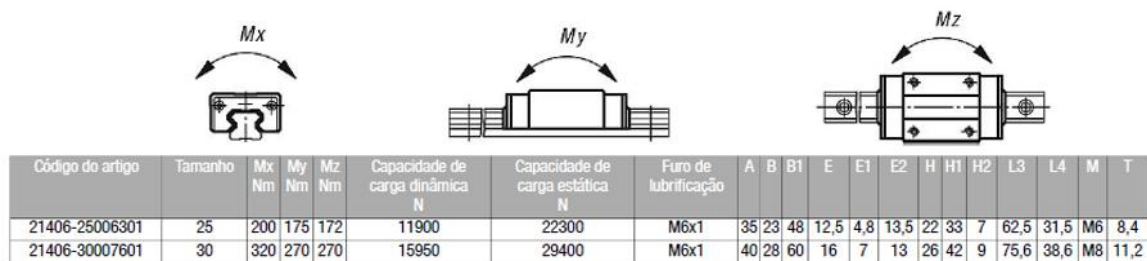 Mx
My
Mz
Código do artigo Tamanho Mx Nm My Nm Mz Nm Capacidade de carga dinâmica N Capacidade de carga estática N Furo de lubrificação A B B1 E E1 E2 H H1 H2 L3 L4 M T
21406-25006301 25 200 175 172 11900 22300 M6x1 35 23 48 12,5 4,8 13,5 22 33 7 62,5 31,5 M6 8,4
21406-30007601 30 320 270 270 15950 29400 M6x1 40 28 60 16 7 13 26 42 9 75,6 38,6 M8 11,2